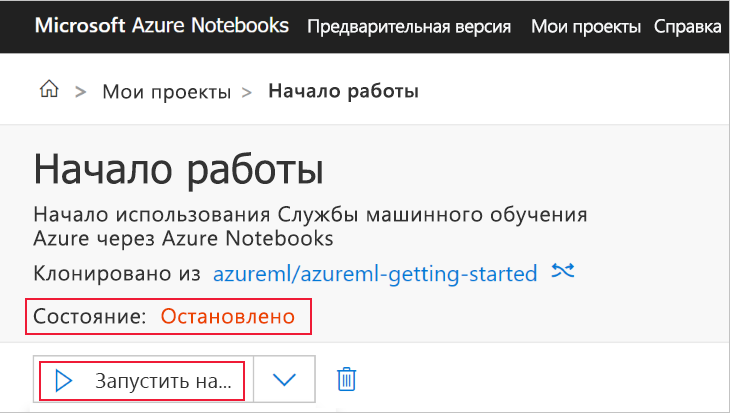 Microsoft Azure Notebooks Предварительная версия Мои проекты Справка
> Мои проекты > Начало работы
Начало работы
Начало использования Службы машинного обучения
Azure через Azure Notebooks
Клонировано из azureml/azureml-getting-started
Состояние: Остановлено
Запустить на...